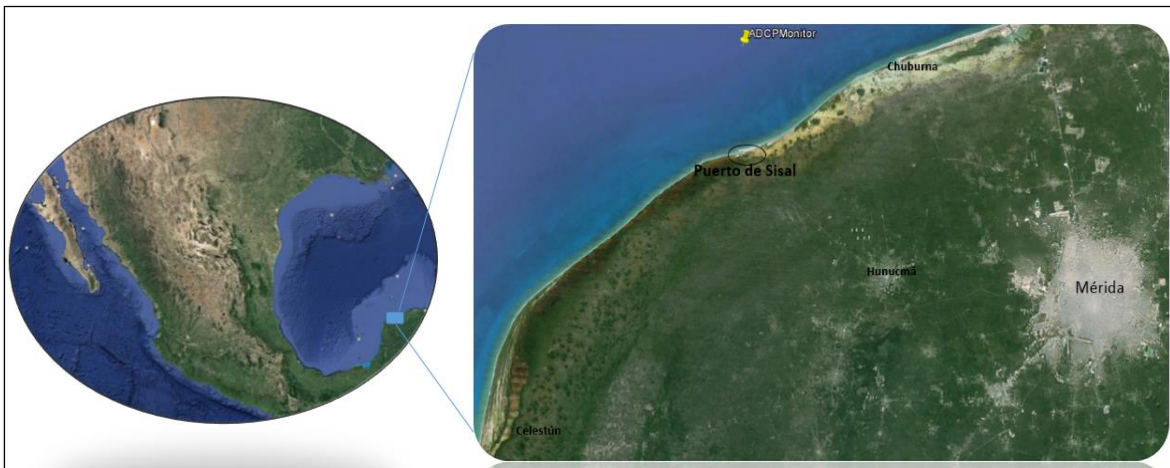 ADCPMonitor
Chuburna
Puerto de Sisal
Hunucmá
Mérida
Celestún